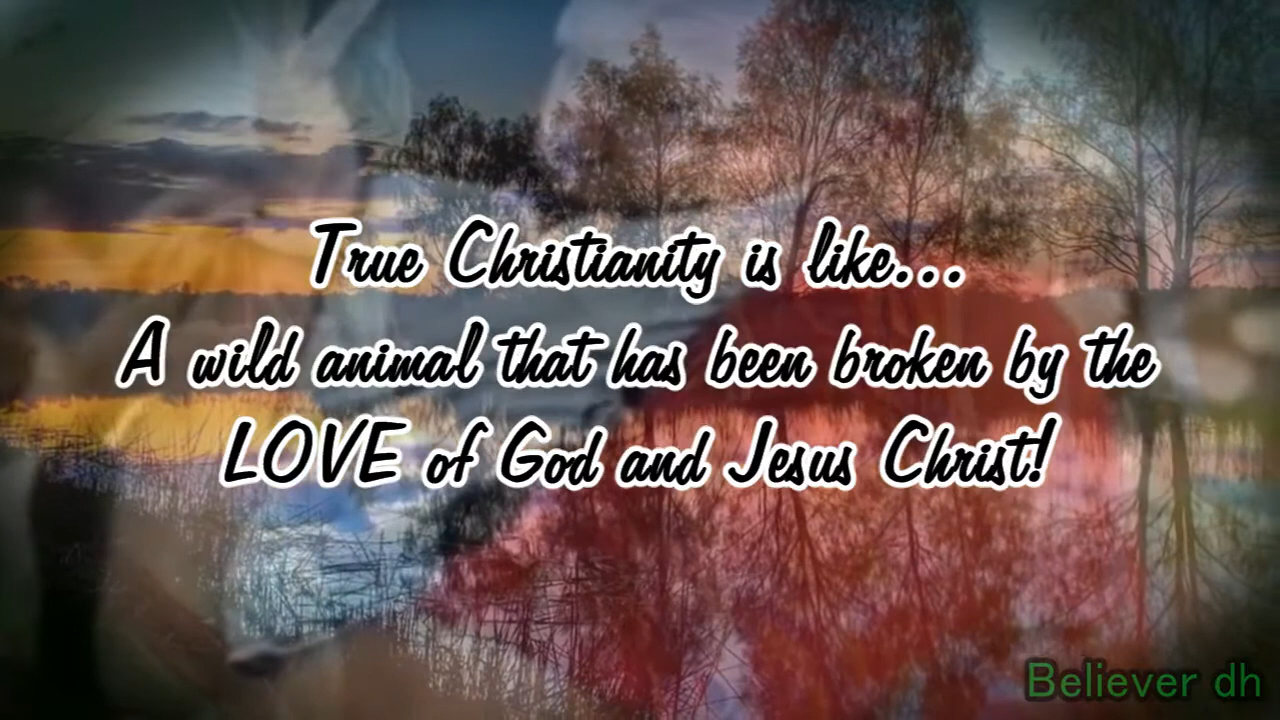 True Christianity is like...
A wild animal that has been broken by the
LOVE of God and Jesus Christ!
Believer dh